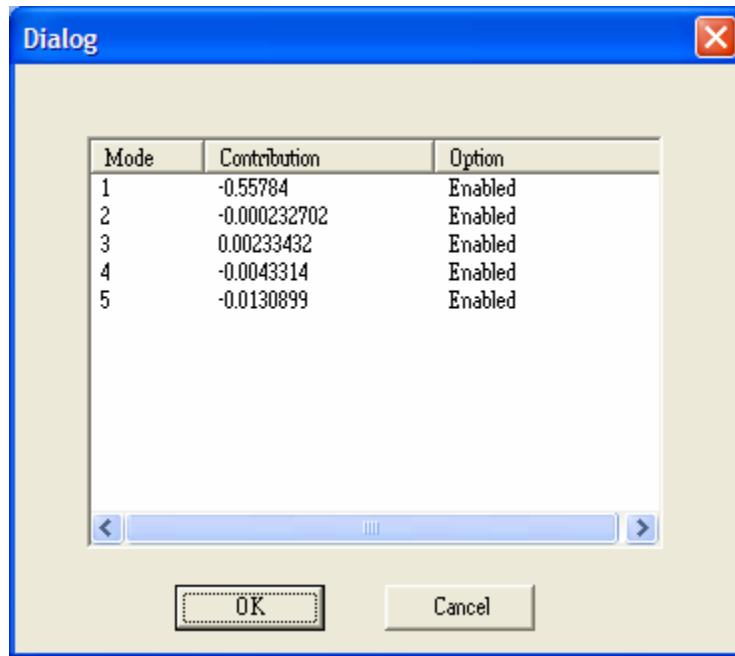 Dialog
Mode Contribution Option
1 -0.55784 Enabled
2 -0.000232702 Enabled
3 0.00233432 Enabled
4 -0.0043314 Enabled
5 -0.0130899 Enabled
OK Cancel